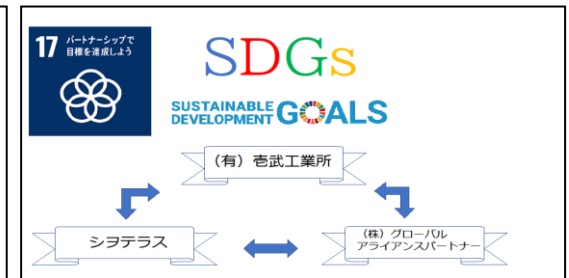 17 パートナーシップで
目標を達成しよう
SDGs
SUSTAINABLE
DEVELOPMENT GOALS
(有)壱武工業所
シヲテラス
(株)グローバル
アライアンスパートナー